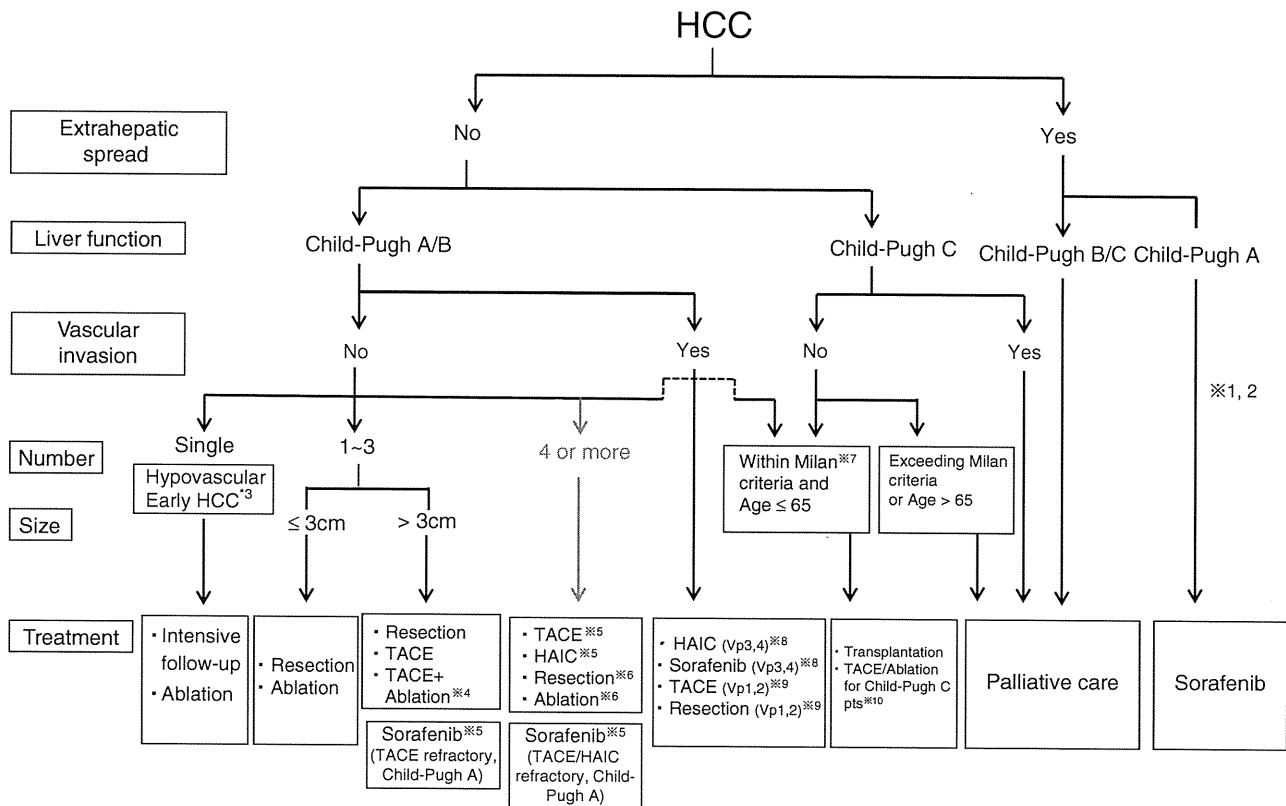 HCC
Extrahepatic
spread
No
Yes
Liver function
Child-Pugh A/B
Child-Pugh C
Child-Pugh B/C
Child-Pugh A
Vascular
invasion
No
Yes
No
Yes
※1, 2
Number
Single
1~3
4 or more
Hypovascular
Early HCC*3
Within Milan※7
criteria and
Age ≤ 65
Exceeding Milan
criteria
or Age > 65
Size
≤ 3cm
> 3cm
Treatment
・Intensive
follow-up
・Ablation
・Resection
・Ablation
・Resection
・TACE
・TACE+
Ablation※4
Sorafenib※5
(TACE refractory,
Child-Pugh A)
・TACE※5
・HAIC※5
・Resection※6
・Ablation※6
Sorafenib※5
(TACE/HAIC
refractory, Child-
Pugh A)
・HAIC (Vp3,4)※8
・Sorafenib (Vp3,4)※8
・TACE (Vp1,2)※9
・Resection (Vp1,2)※9
・Transplantation
・TACE/Ablation
for Child-Pugh C
pts※10
Palliative care
Sorafenib